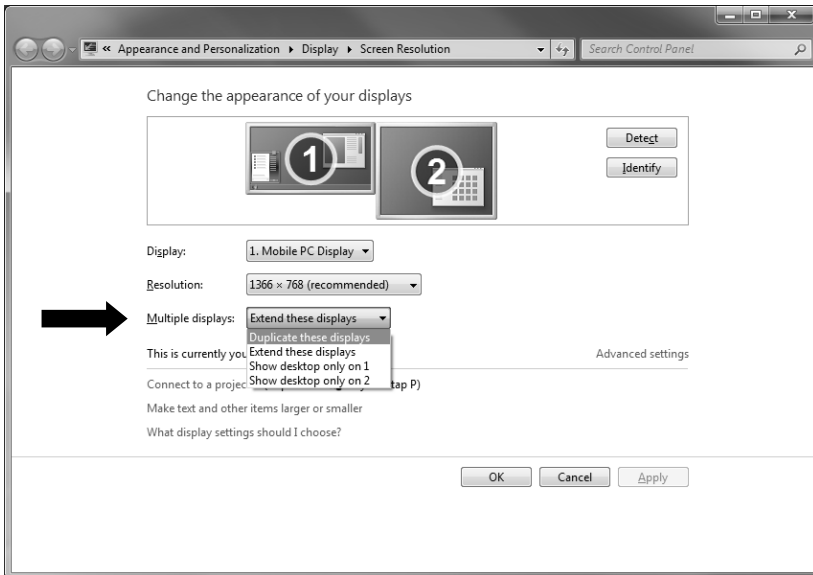 « Appearance and Personalization ▸ Display ▸ Screen Resolution
Search Control Panel
Change the appearance of your displays
1
2
Detect
Identify
Display: 1. Mobile PC Display
Resolution: 1366 × 768 (recommended)
Multiple displays: Extend these displays
Duplicate these displays
Extend these displays
Show desktop only on 1
Show desktop only on 2
This is currently you
Advanced settings
Connect to a projec
tap P)
Make text and other items larger or smaller
What display settings should I choose?
OK Cancel Apply